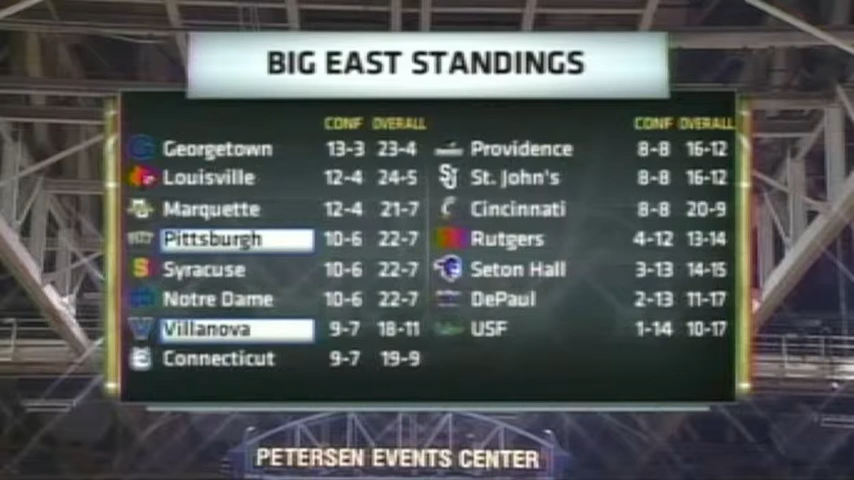 BIG EAST STANDINGS
CONF OVERALL CONF OVERALL
Georgetown 13-3 23-4 Providence 8-8 16-12
Louisville 12-4 24-5 St. John's 8-8 16-12
Marquette 12-4 21-7 Cincinnati 8-8 20-9
PITT Pittsburgh 10-6 22-7 Rutgers 4-12 13-14
Syracuse 10-6 22-7 Seton Hall 3-13 14-15
Notre Dame 10-6 22-7 DePaul 2-13 11-17
Villanova 9-7 18-11 USF 1-14 10-17
Connecticut 9-7 19-9
PETERSEN EVENTS CENTER